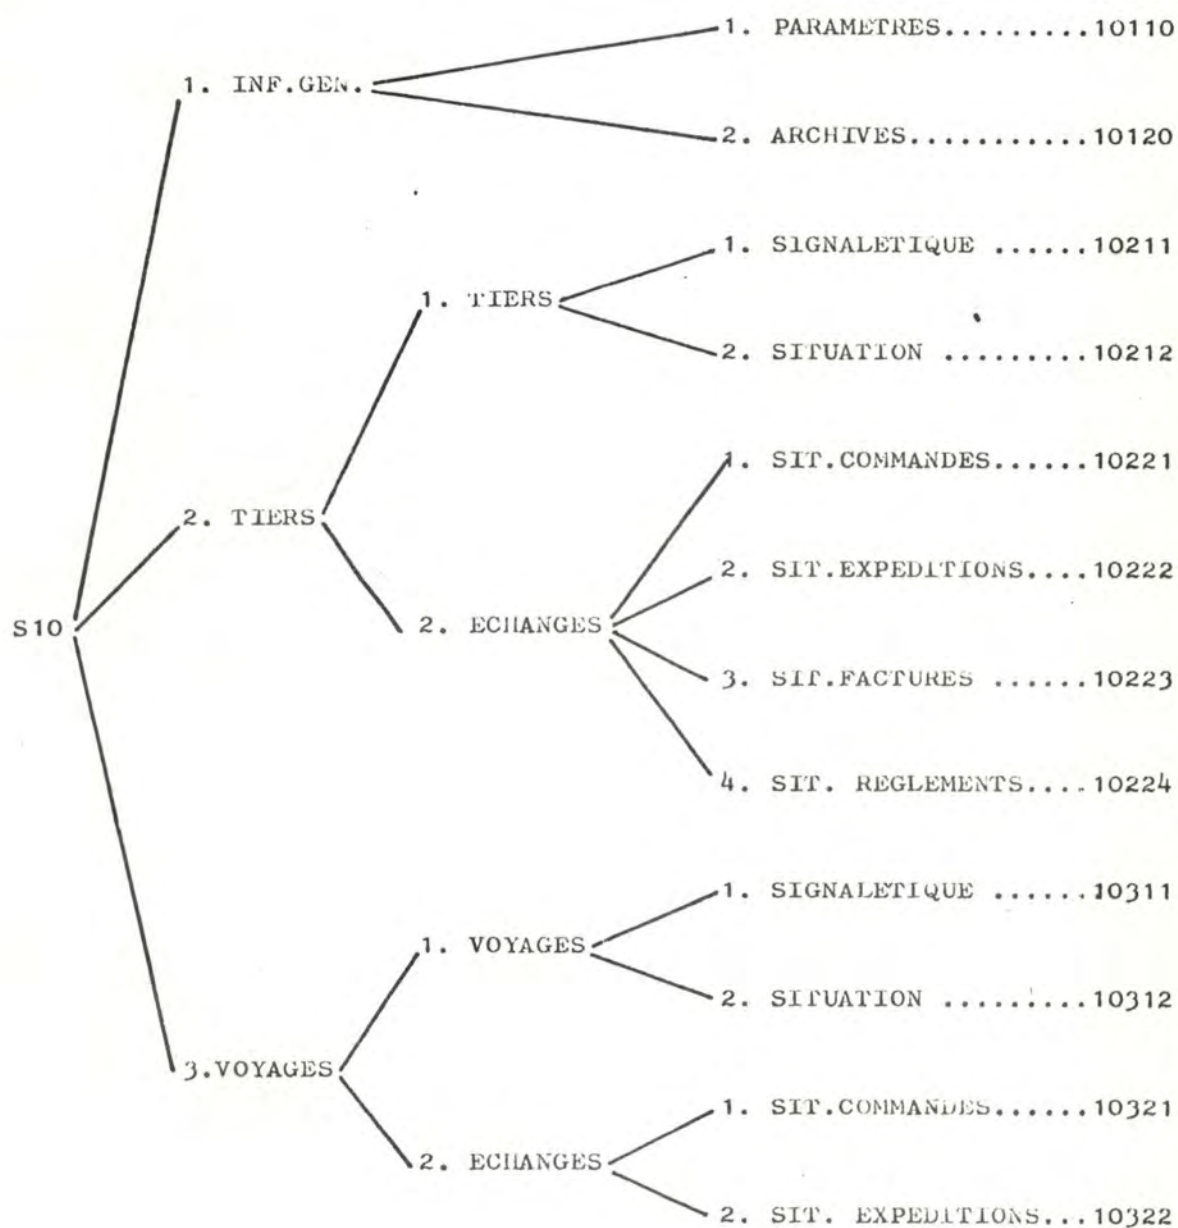 1. PARAMETRES.........10110
1. INF.GEN.
2. ARCHIVES...........10120
1. SIGNALETIQUE ......10211
1. TIERS
2. SITUATION .........10212
1. SIT.COMMANDES......10221
2. TIERS
2. SIT.EXPEDITIONS....10222
S10
2. ECHANGES
3. SIT.FACTURES ......10223
4. SIT. REGLEMENTS....10224
1. SIGNALETIQUE ......10311
1. VOYAGES
2. SITUATION .........10312
3.VOYAGES
1. SIT.COMMANDES......10321
2. ECHANGES
2. SIT. EXPEDITIONS...10322